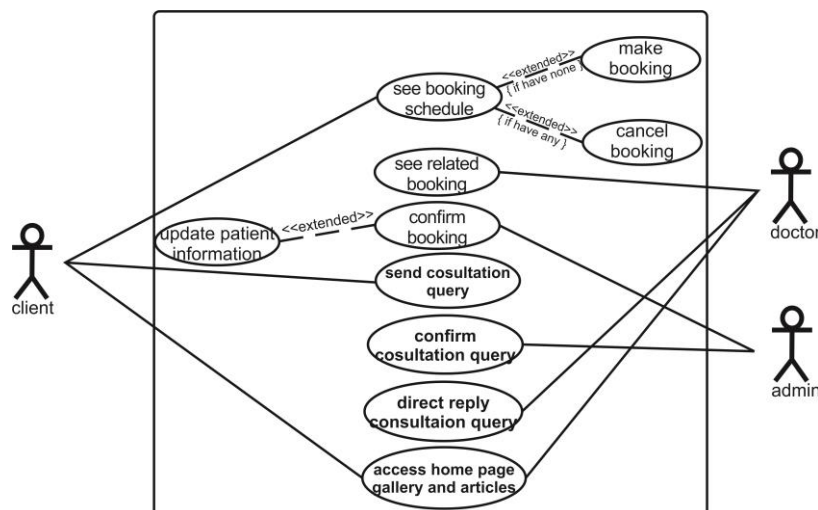 make
booking
<<extended>>
{ if have none }
see booking
schedule
<<extended>>
{ if have any }
cancel
booking
see related
booking
doctor
<<extended>>
confirm
booking
update patient
information
client
send cosultation
query
confirm
cosultation query
admin
direct reply
consultaion query
access home page
gallery and articles